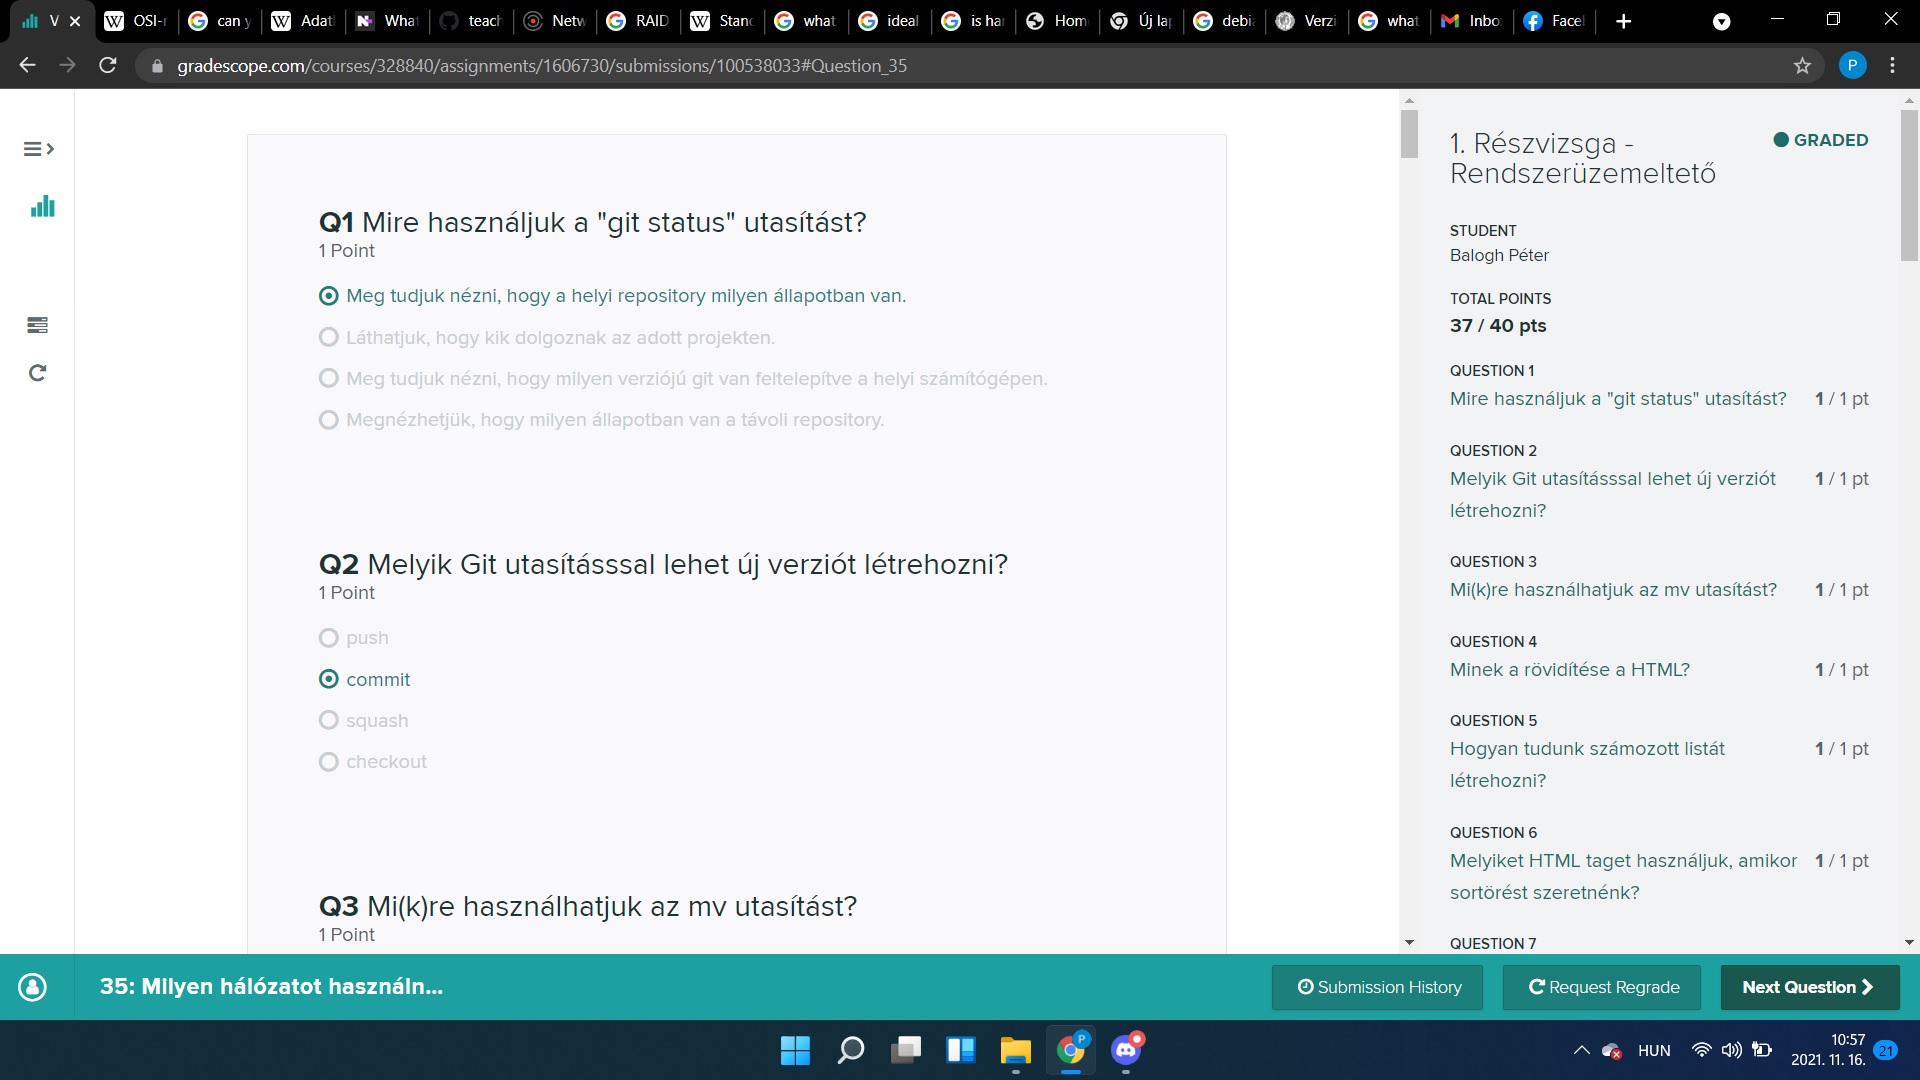 V
OSI-r
can y
Adatl
What
teach
Netw
RAID
Stand
what
ideal
is har
Home
Új lap
debia
Verzi
what
Inbox
Facel
gradescope.com/courses/328840/assignments/1606730/submissions/100538033#Question_35
P
Q1 Mire használjuk a "git status" utasítást?
1 Point
Meg tudjuk nézni, hogy a helyi repository milyen állapotban van.
Láthatjuk, hogy kik dolgoznak az adott projekten.
Meg tudjuk nézni, hogy milyen verziójú git van feltelepítve a helyi számítógépen.
Megnézhetjük, hogy milyen állapotban van a távoli repository.
Q2 Melyik Git utasításssal lehet új verziót létrehozni?
1 Point
push
commit
squash
checkout
Q3 Mi(k)re használhatjuk az mv utasítást?
1 Point
1. Részvizsga -
Rendszerüzemeltető
GRADED
STUDENT
Balogh Péter
TOTAL POINTS
37 / 40 pts
QUESTION 1
Mire használjuk a "git status" utasítást? 1 / 1 pt
QUESTION 2
Melyik Git utasításssal lehet új verziót 1 / 1 pt
létrehozni?
QUESTION 3
Mi(k)re használhatjuk az mv utasítást? 1 / 1 pt
QUESTION 4
Minek a rövidítése a HTML? 1 / 1 pt
QUESTION 5
Hogyan tudunk számozott listát 1 / 1 pt
létrehozni?
QUESTION 6
Melyiket HTML taget használjuk, amikor 1 / 1 pt
sortörést szeretnénk?
QUESTION 7
35: Milyen hálózatot használn...
Submission History
Request Regrade
Next Question
P
HUN
10:57
2021. 11. 16.
21